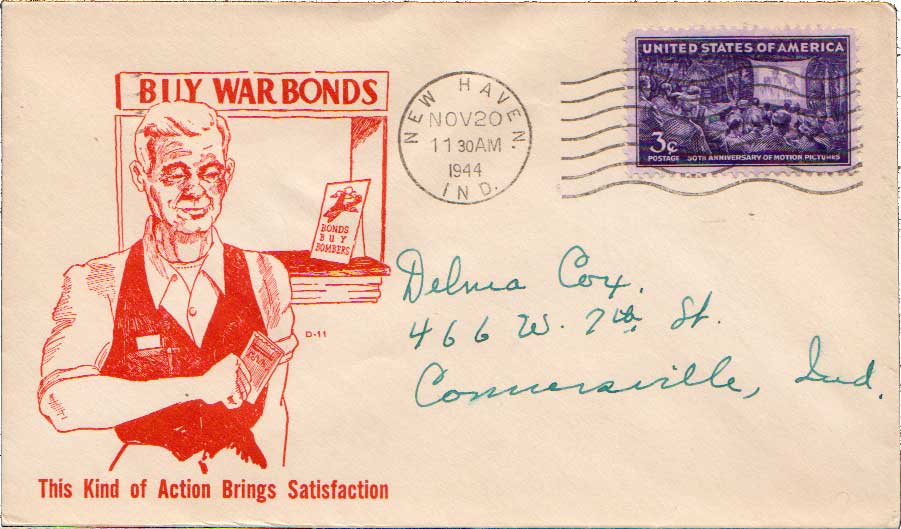 BUY WAR BONDS
BONDS
BUY
BOMBERS
D-11
This Kind of Action Brings Satisfaction
NEW HAVEN,
NOV 20
11 30 AM
1944
IND.
UNITED STATES OF AMERICA
3¢
POSTAGE 50TH ANNIVERSARY OF MOTION PICTURES
Delma Cox.
466 W. 7th St.
Connersville, Ind.